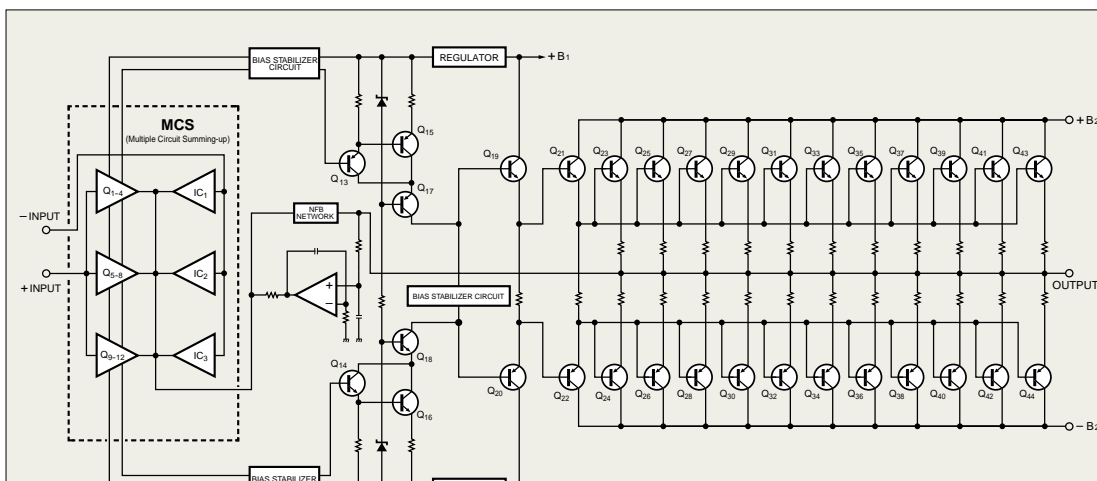 BIAS STABILIZER
CIRCUIT
REGULATOR
+B1
MCS
(Multiple Circuit Summing-up)
+B2
Q15
Q13
Q17
Q19
Q21
Q23
Q25
Q27
Q29
Q31
Q33
Q35
Q37
Q39
Q41
Q43
Q1-4
IC1
NFB
NETWORK
−INPUT
Q5-8
IC2
+INPUT
+
−
BIAS STABILIZER CIRCUIT
OUTPUT
Q9-12
IC3
Q18
Q14
Q16
Q20
Q22
Q24
Q26
Q28
Q30
Q32
Q34
Q36
Q38
Q40
Q42
Q44
−B2
BIAS STABILIZER